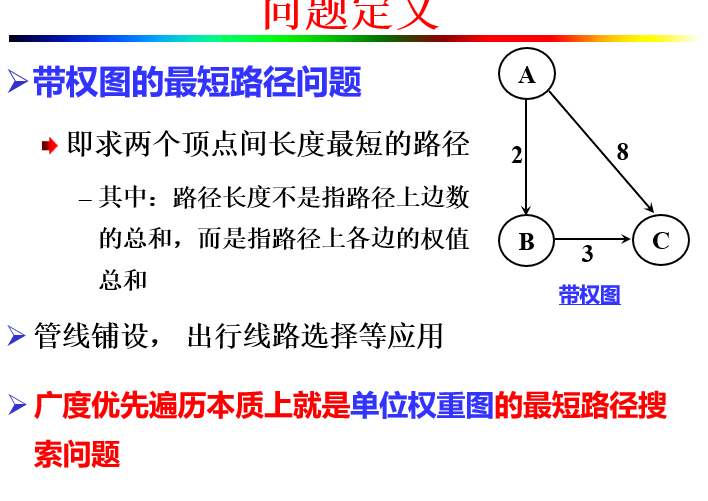 问题定义
带权图的最短路径问题
即求两个顶点间长度最短的路径
– 其中：路径长度不是指路径上边数
的总和，而是指路径上各边的权值
总和
管线铺设， 出行线路选择等应用
广度优先遍历本质上就是单位权重图的最短路径搜
索问题
A
2
8
B
3
C
带权图